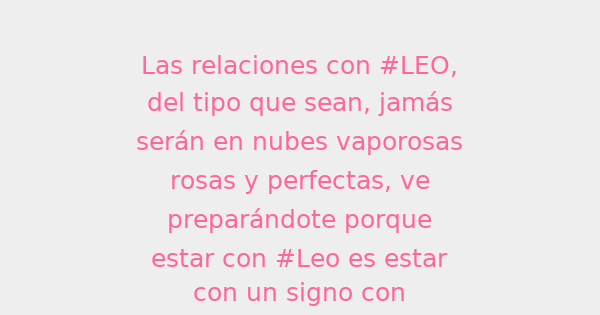 Las relaciones con #LEO,
del tipo que sean, jamás
serán en nubes vaporosas
rosas y perfectas, ve
preparándote porque
estar con #Leo es estar
con un signo con